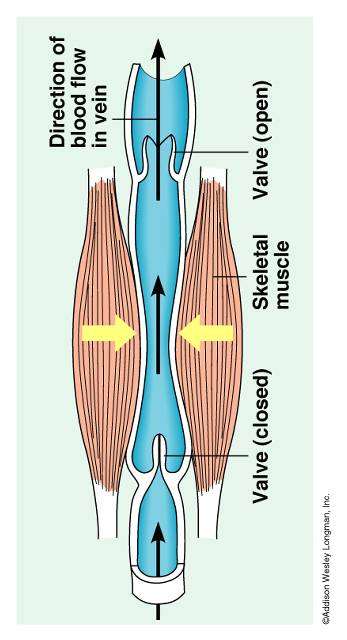 Direction of
blood flow
in vein
Valve (open)
Skeletal
muscle
Valve (closed)
©Addison Wesley Longman, Inc.